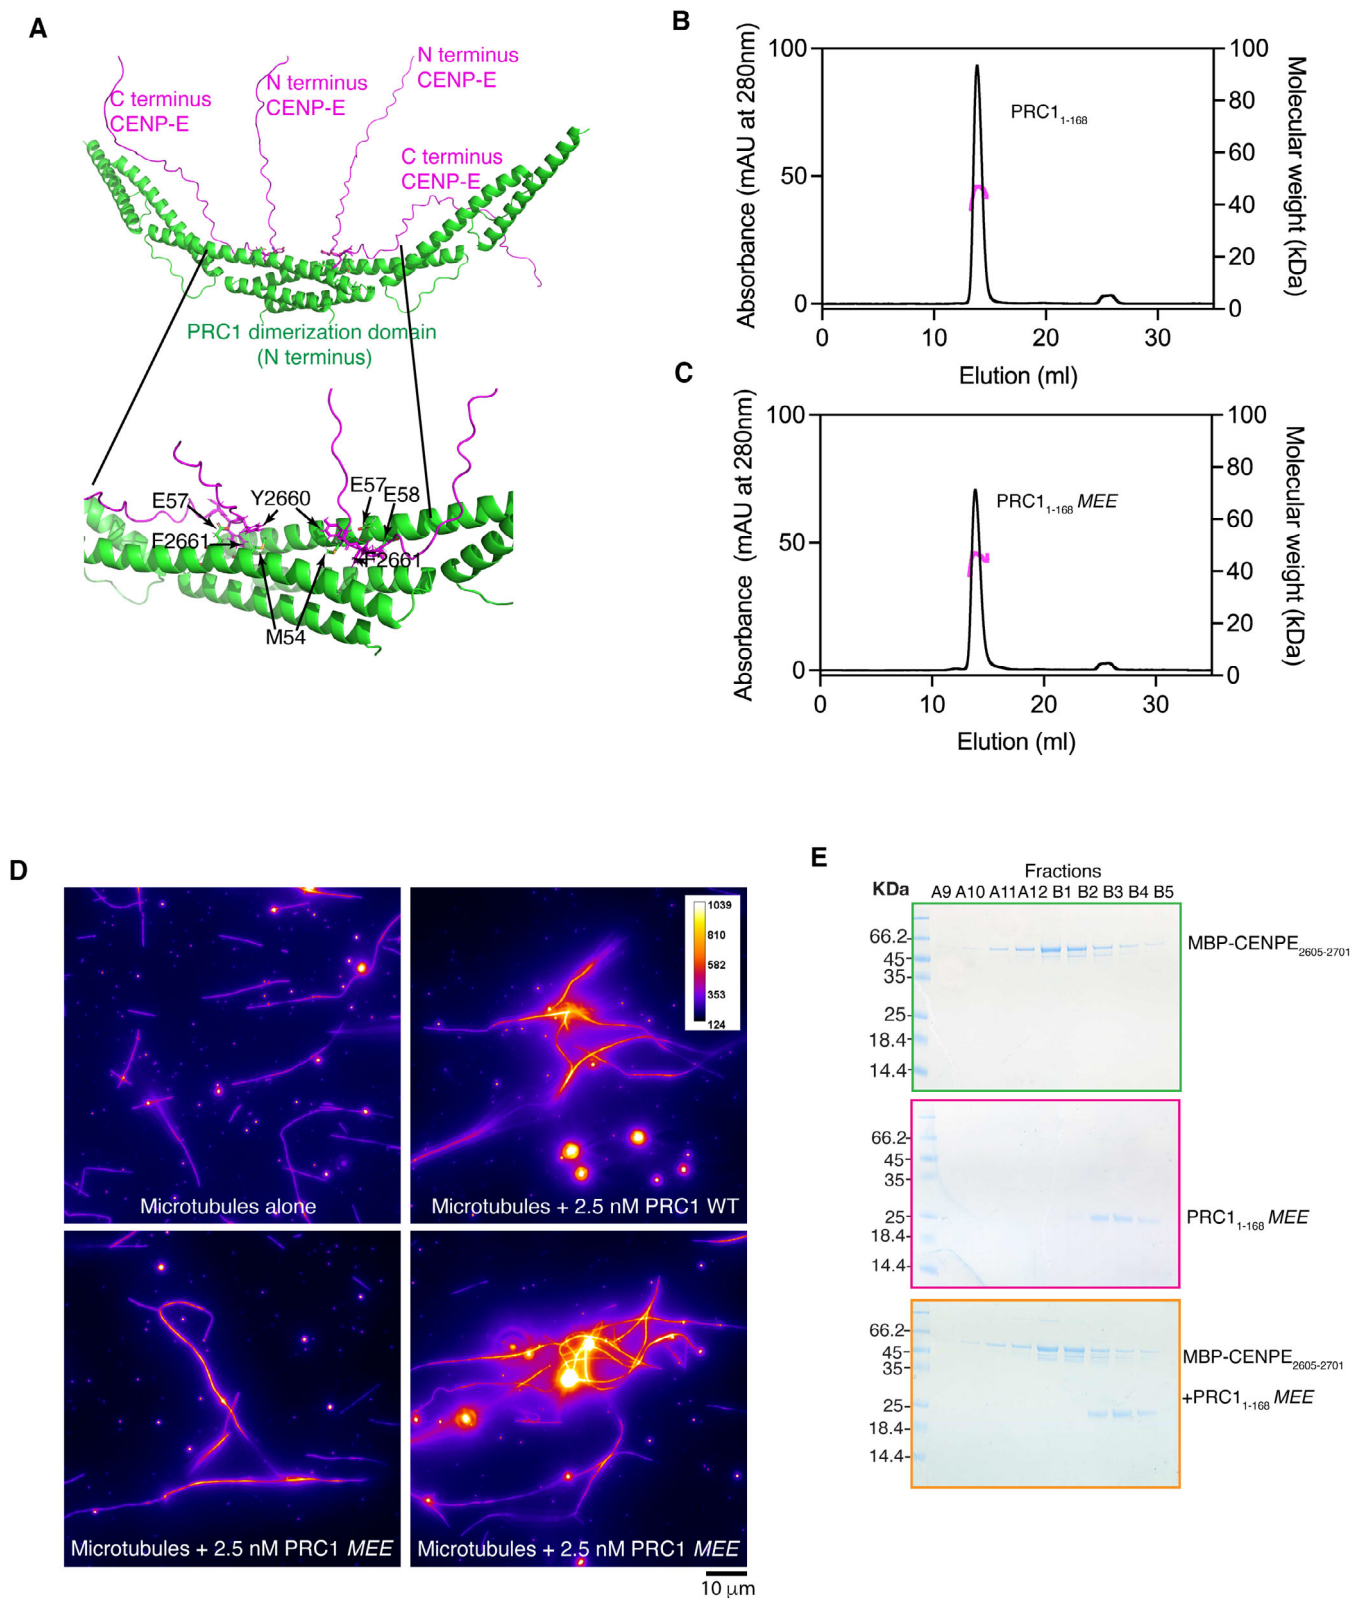 A
C terminus
CENP-E
N terminus
CENP-E
N terminus
CENP-E
C terminus
CENP-E
PRC1 dimerization domain
(N terminus)
E57
Y2660
E57
E58
F2661
F2661
M54
B
Absorbance (mAU at 280nm)
100
50
0
PRC1₁₋₁₆₈
100
80
60
40
20
0
Molecular weight (kDa)
0 10 20 30
Elution (ml)
C
Absorbance (mAU at 280nm)
100
50
0
PRC1₁₋₁₆₈ MEE
100
80
60
40
20
0
Molecular weight (kDa)
0 10 20 30
Elution (ml)
D
Microtubules alone
1039
810
582
353
124
Microtubules + 2.5 nM PRC1 WT
Microtubules + 2.5 nM PRC1 MEE
Microtubules + 2.5 nM PRC1 MEE
10 µm
E
Fractions
KDa A9 A10 A11 A12 B1 B2 B3 B4 B5
66.2
45
35
25
18.4
14.4
MBP-CENPE₂₆₀₅₋₂₇₀₁
66.2
45
35
25
18.4
14.4
PRC1₁₋₁₆₈ MEE
66.2
45
35
25
18.4
14.4
MBP-CENPE₂₆₀₅₋₂₇₀₁
+PRC1₁₋₁₆₈ MEE